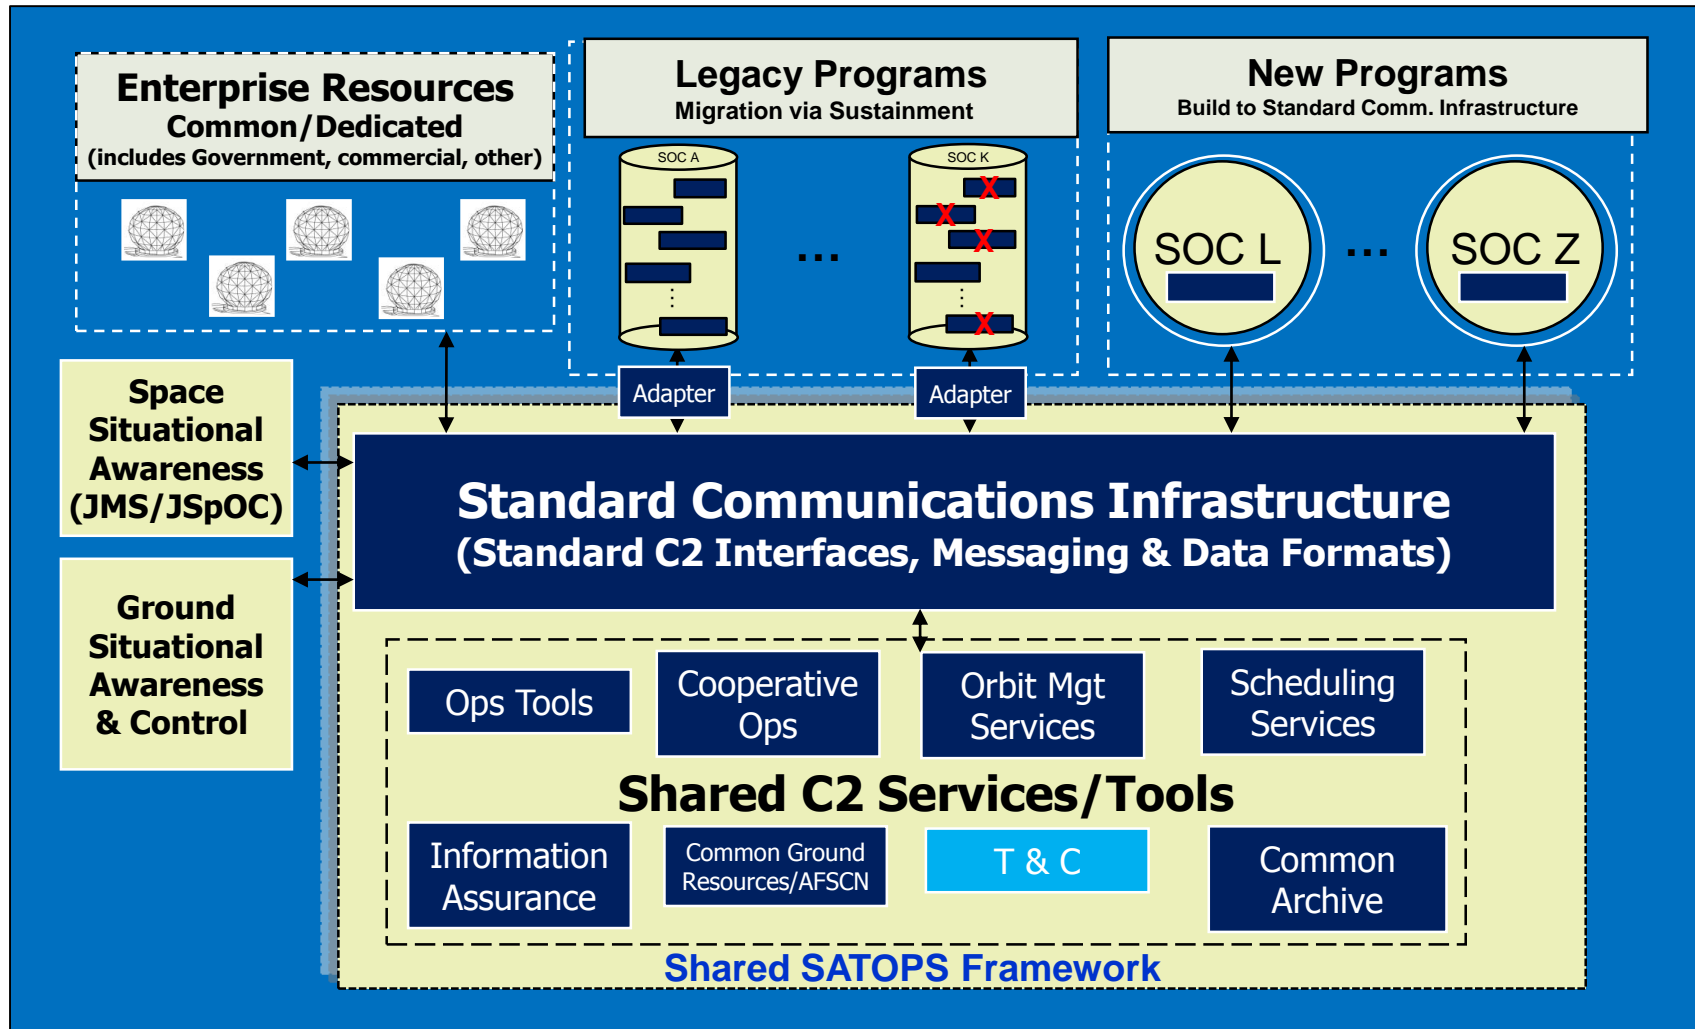 Enterprise Resources
Common/Dedicated
(includes Government, commercial, other)
Legacy Programs
Migration via Sustainment
New Programs
Build to Standard Comm. Infrastructure
SOC A
SOC K
...
SOC L
...
SOC Z
X
X
X
X
Adapter
Adapter
Space
Situational
Awareness
(JMS/JSpOC)
Ground
Situational
Awareness
& Control
Standard Communications Infrastructure
(Standard C2 Interfaces, Messaging & Data Formats)
Ops Tools
Cooperative
Ops
Orbit Mgt
Services
Scheduling
Services
Shared C2 Services/Tools
Information
Assurance
Common Ground
Resources/AFSCN
T & C
Common
Archive
Shared SATOPS Framework